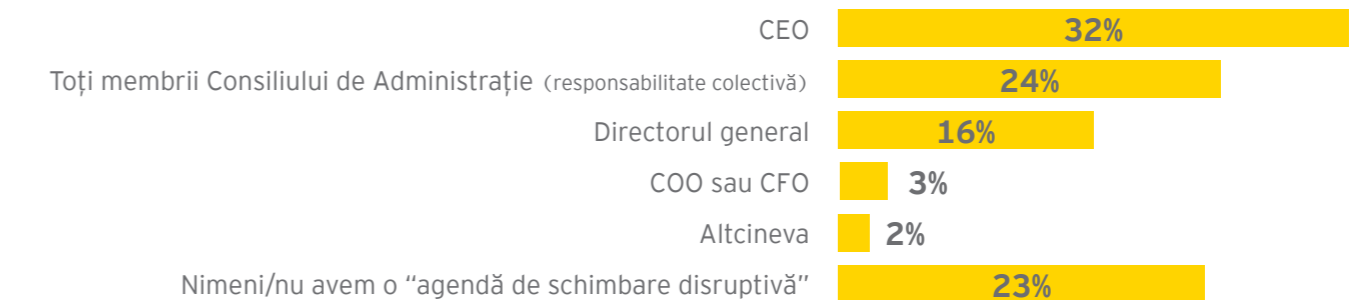 CEO 32%
Toți membrii Consiliului de Administrație (responsabilitate colectivă) 24%
Directorul general 16%
COO sau CFO 3%
Altcineva 2%
Nimeni/nu avem o “agendă de schimbare disruptivă” 23%